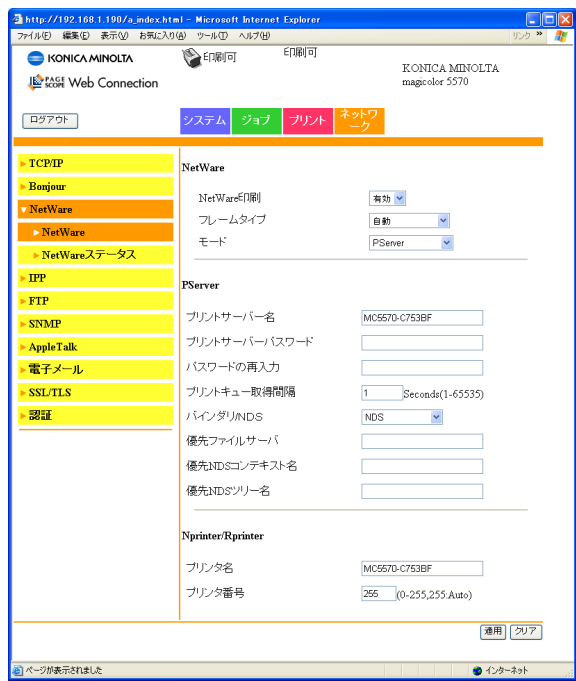 http://192.168.1.190/a_index.html - Microsoft Internet Explorer
ファイル(F) 編集(E) 表示(V) お気に入り(A) ツール(T) ヘルプ(H) リンク »
KONICA MINOLTA
印刷可 印刷可
KONICA MINOLTA
magicolor 5570
PAGE SCOPE Web Connection
ログアウト
システム ジョブ プリント ネットワーク
TCP/IP
Bonjour
NetWare
NetWare
NetWareステータス
IPP
FTP
SNMP
AppleTalk
電子メール
SSL/TLS
認証
NetWare
NetWare印刷 有効
フレームタイプ 自動
モード PServer
PServer
プリントサーバー名 MC5570-C753BF
プリントサーバーパスワード
パスワードの再入力
プリントキュー取得間隔 1 Seconds(1-65535)
バインダリ/NDS NDS
優先ファイルサーバ
優先NDSコンテキスト名
優先NDSツリー名
Nprinter/Rprinter
プリンタ名 MC5570-C753BF
プリンタ番号 255 (0-255,255:Auto)
適用 クリア
ページが表示されました インターネット